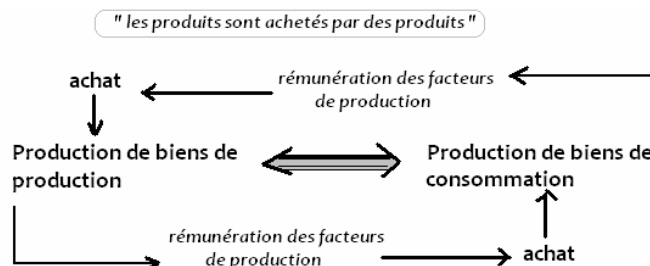 " les produits sont achetés par des produits "
achat
rémunération des facteurs
de production
Production de biens de
production
Production de biens de
consommation
rémunération des facteurs
de production
achat